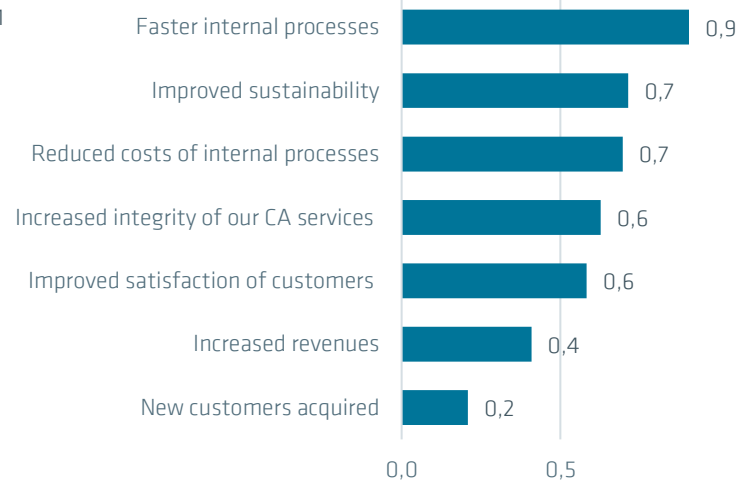 Faster internal processes 0,9
Improved sustainability 0,7
Reduced costs of internal processes 0,7
Increased integrity of our CA services 0,6
Improved satisfaction of customers 0,6
Increased revenues 0,4
New customers acquired 0,2
0,0 0,5